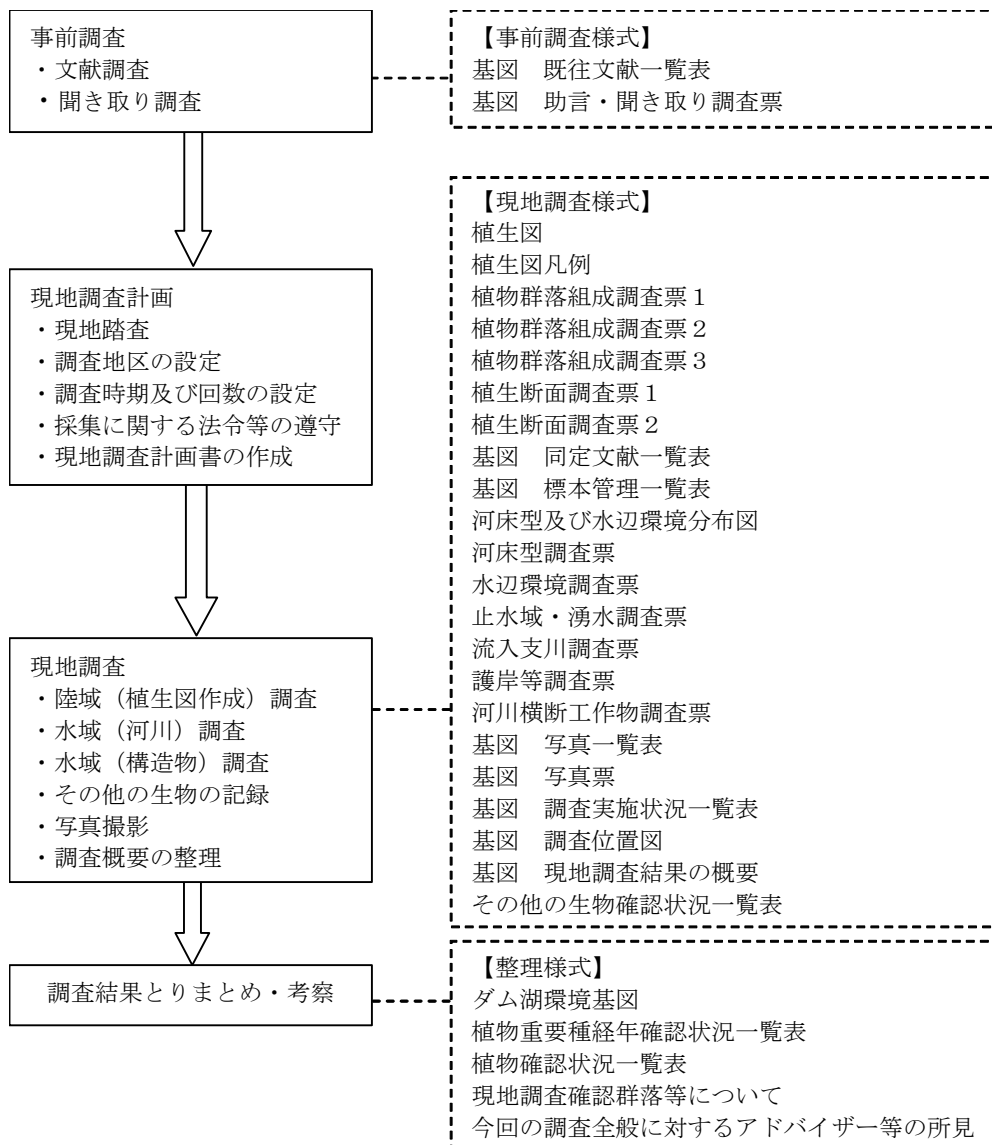 事前調査
・文献調査
・聞き取り調査
【事前調査様式】
基図　既往文献一覧表
基図　助言・聞き取り調査票
現地調査計画
・現地踏査
・調査地区の設定
・調査時期及び回数の設定
・採集に関する法令等の遵守
・現地調査計画書の作成
現地調査
・陸域（植生図作成）調査
・水域（河川）調査
・水域（構造物）調査
・その他の生物の記録
・写真撮影
・調査概要の整理
【現地調査様式】
植生図
植生図凡例
植物群落組成調査票１
植物群落組成調査票２
植物群落組成調査票３
植生断面調査票１
植生断面調査票２
基図　同定文献一覧表
基図　標本管理一覧表
河床型及び水辺環境分布図
河床型調査票
水辺環境調査票
止水域・湧水調査票
流入支川調査票
護岸等調査票
河川横断工作物調査票
基図　写真一覧表
基図　写真票
基図　調査実施状況一覧表
基図　調査位置図
基図　現地調査結果の概要
その他の生物確認状況一覧表
調査結果とりまとめ・考察
【整理様式】
ダム湖環境基図
植物重要種経年確認状況一覧表
植物確認状況一覧表
現地調査確認群落等について
今回の調査全般に対するアドバイザー等の所見